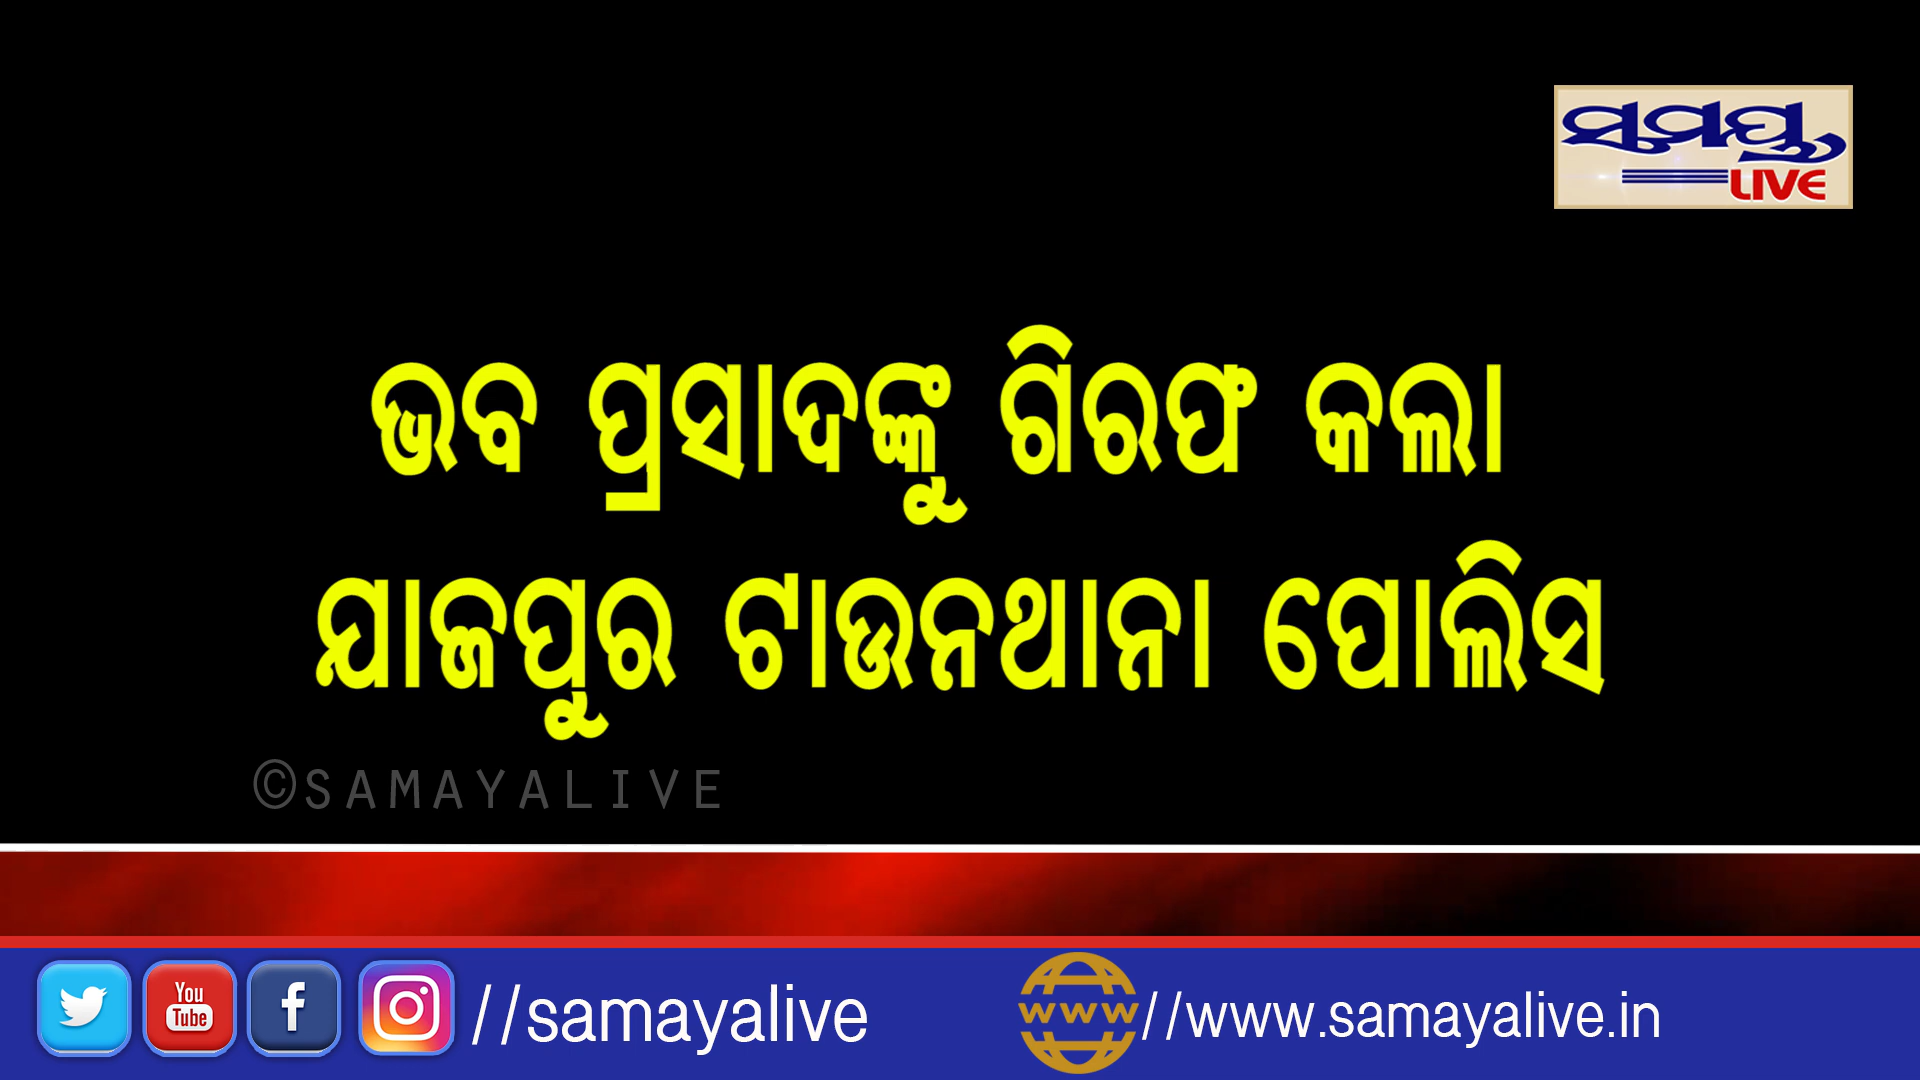 ସମୟ
LIVE
ଭବ ପ୍ରସାଦଙ୍କୁ ଗିରଫ କଲା
ଯାଜପୁର ଟାଉନଥାନା ପୋଲିସ
©SAMAYALIVE
You
Tube
//samayalive
www//www.samayalive.in